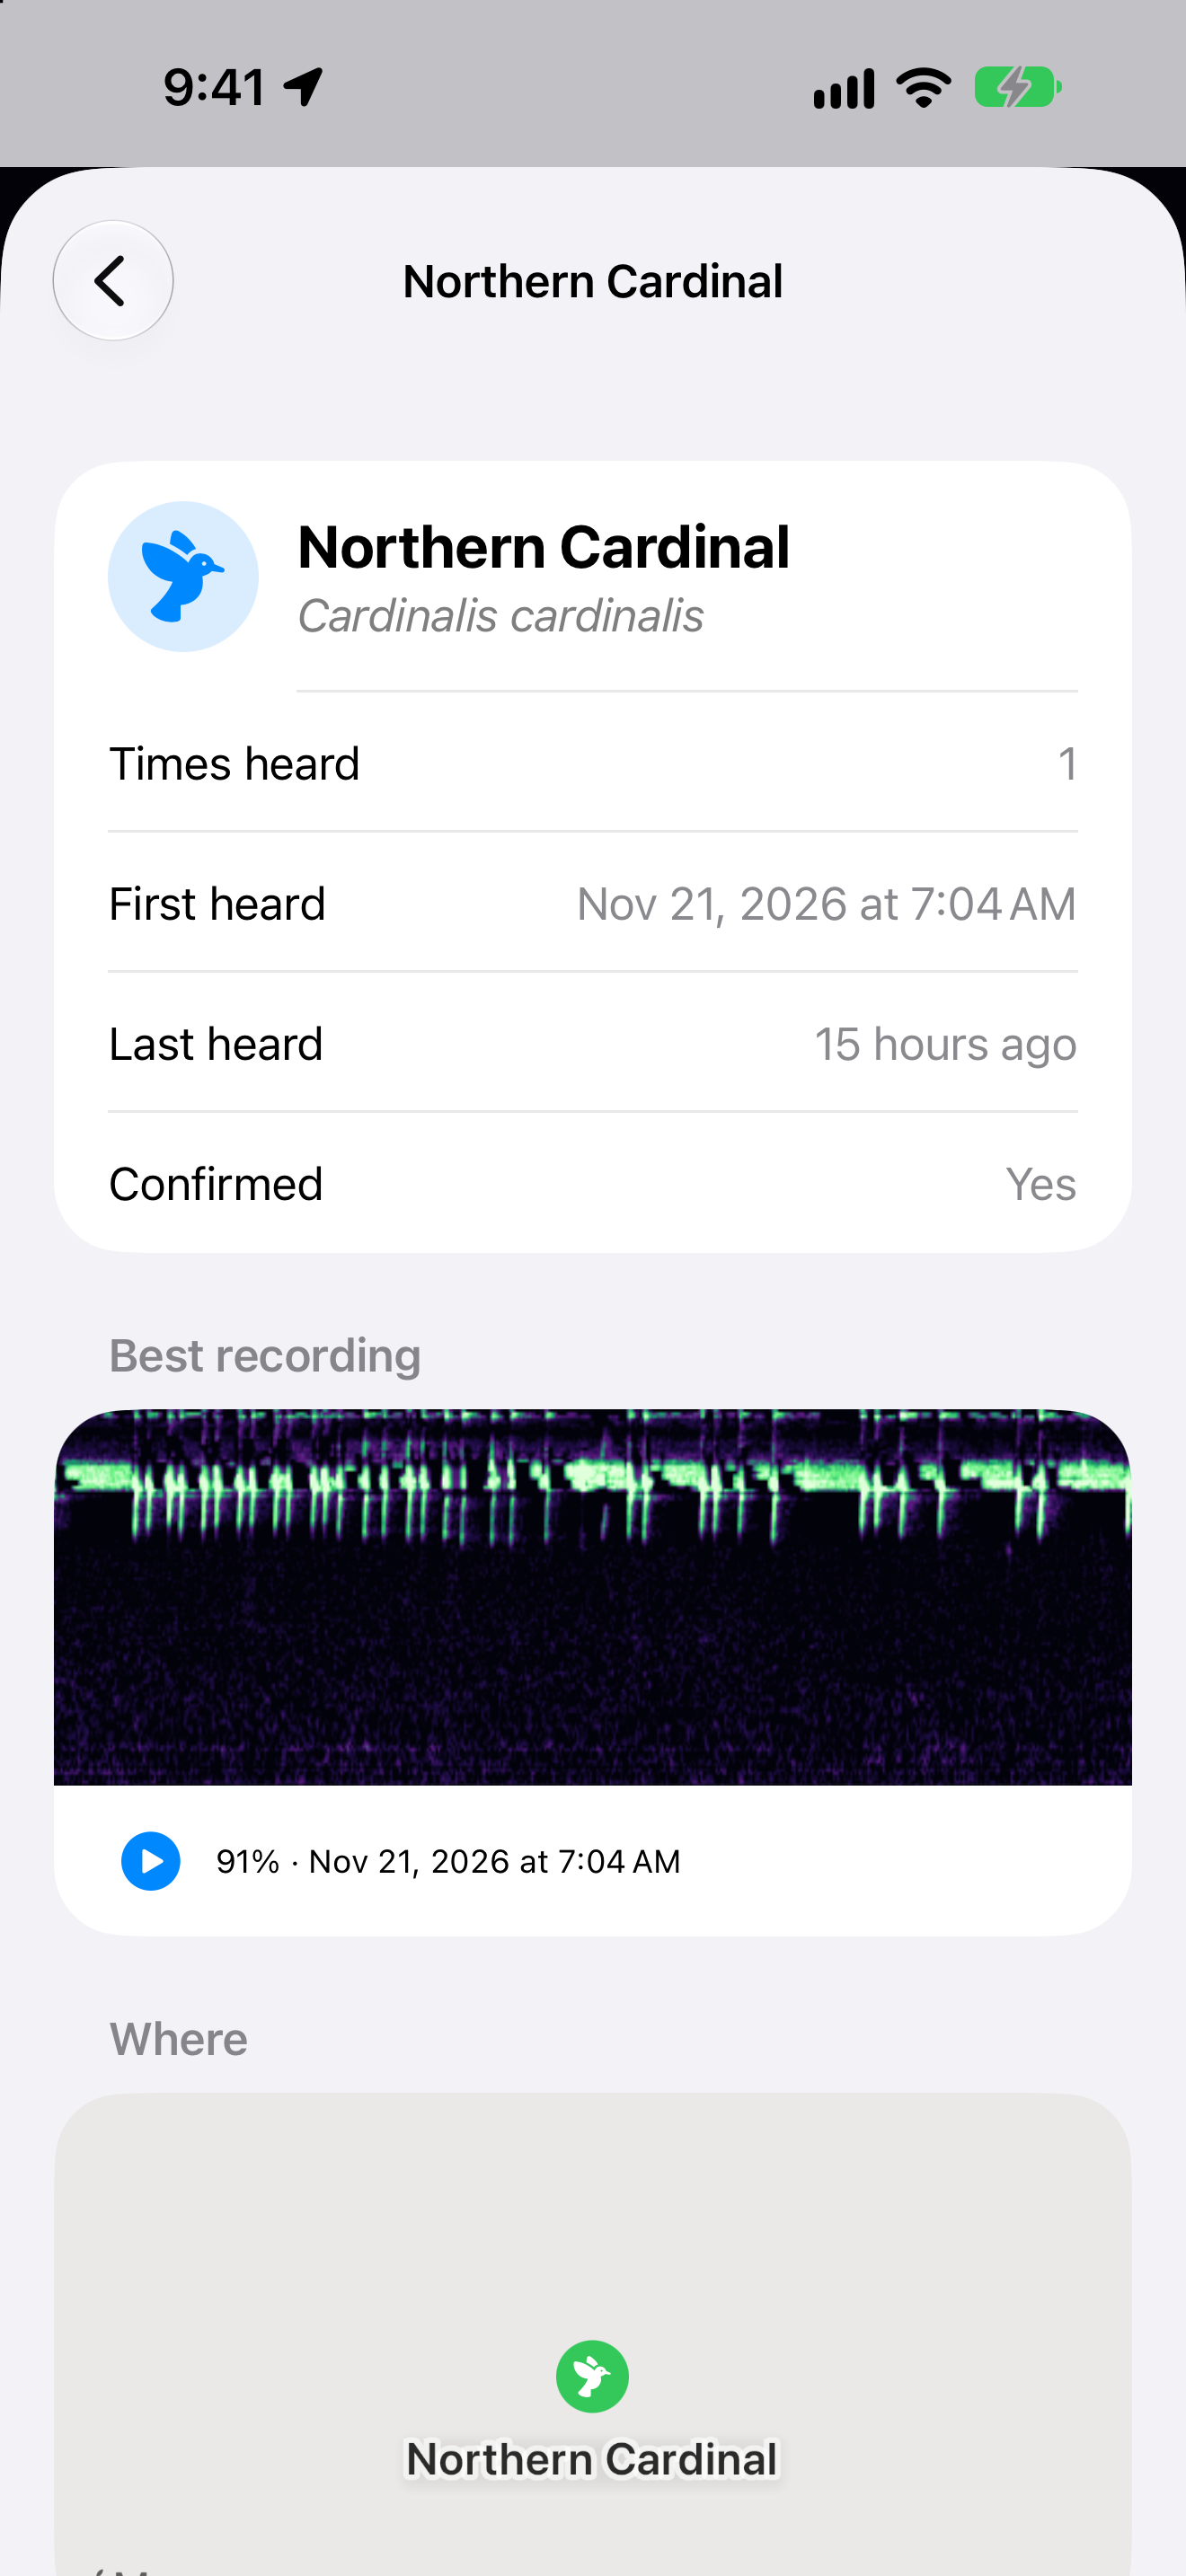 9:41
Northern Cardinal
Northern Cardinal
Cardinalis cardinalis
Times heard 1
First heard Nov 21, 2026 at 7:04 AM
Last heard 15 hours ago
Confirmed Yes
Best recording
91% · Nov 21, 2026 at 7:04 AM
Where
Northern Cardinal